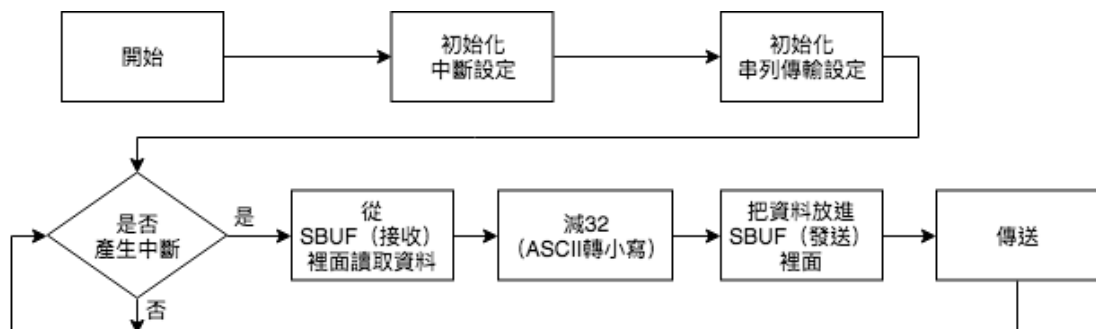 開始
初始化
中斷設定
初始化
串列傳輸設定
是否
產生中斷
是
從
SBUF（接收）
裡面讀取資料
減32
（ASCII轉小寫）
把資料放進
SBUF（發送）
裡面
傳送
否